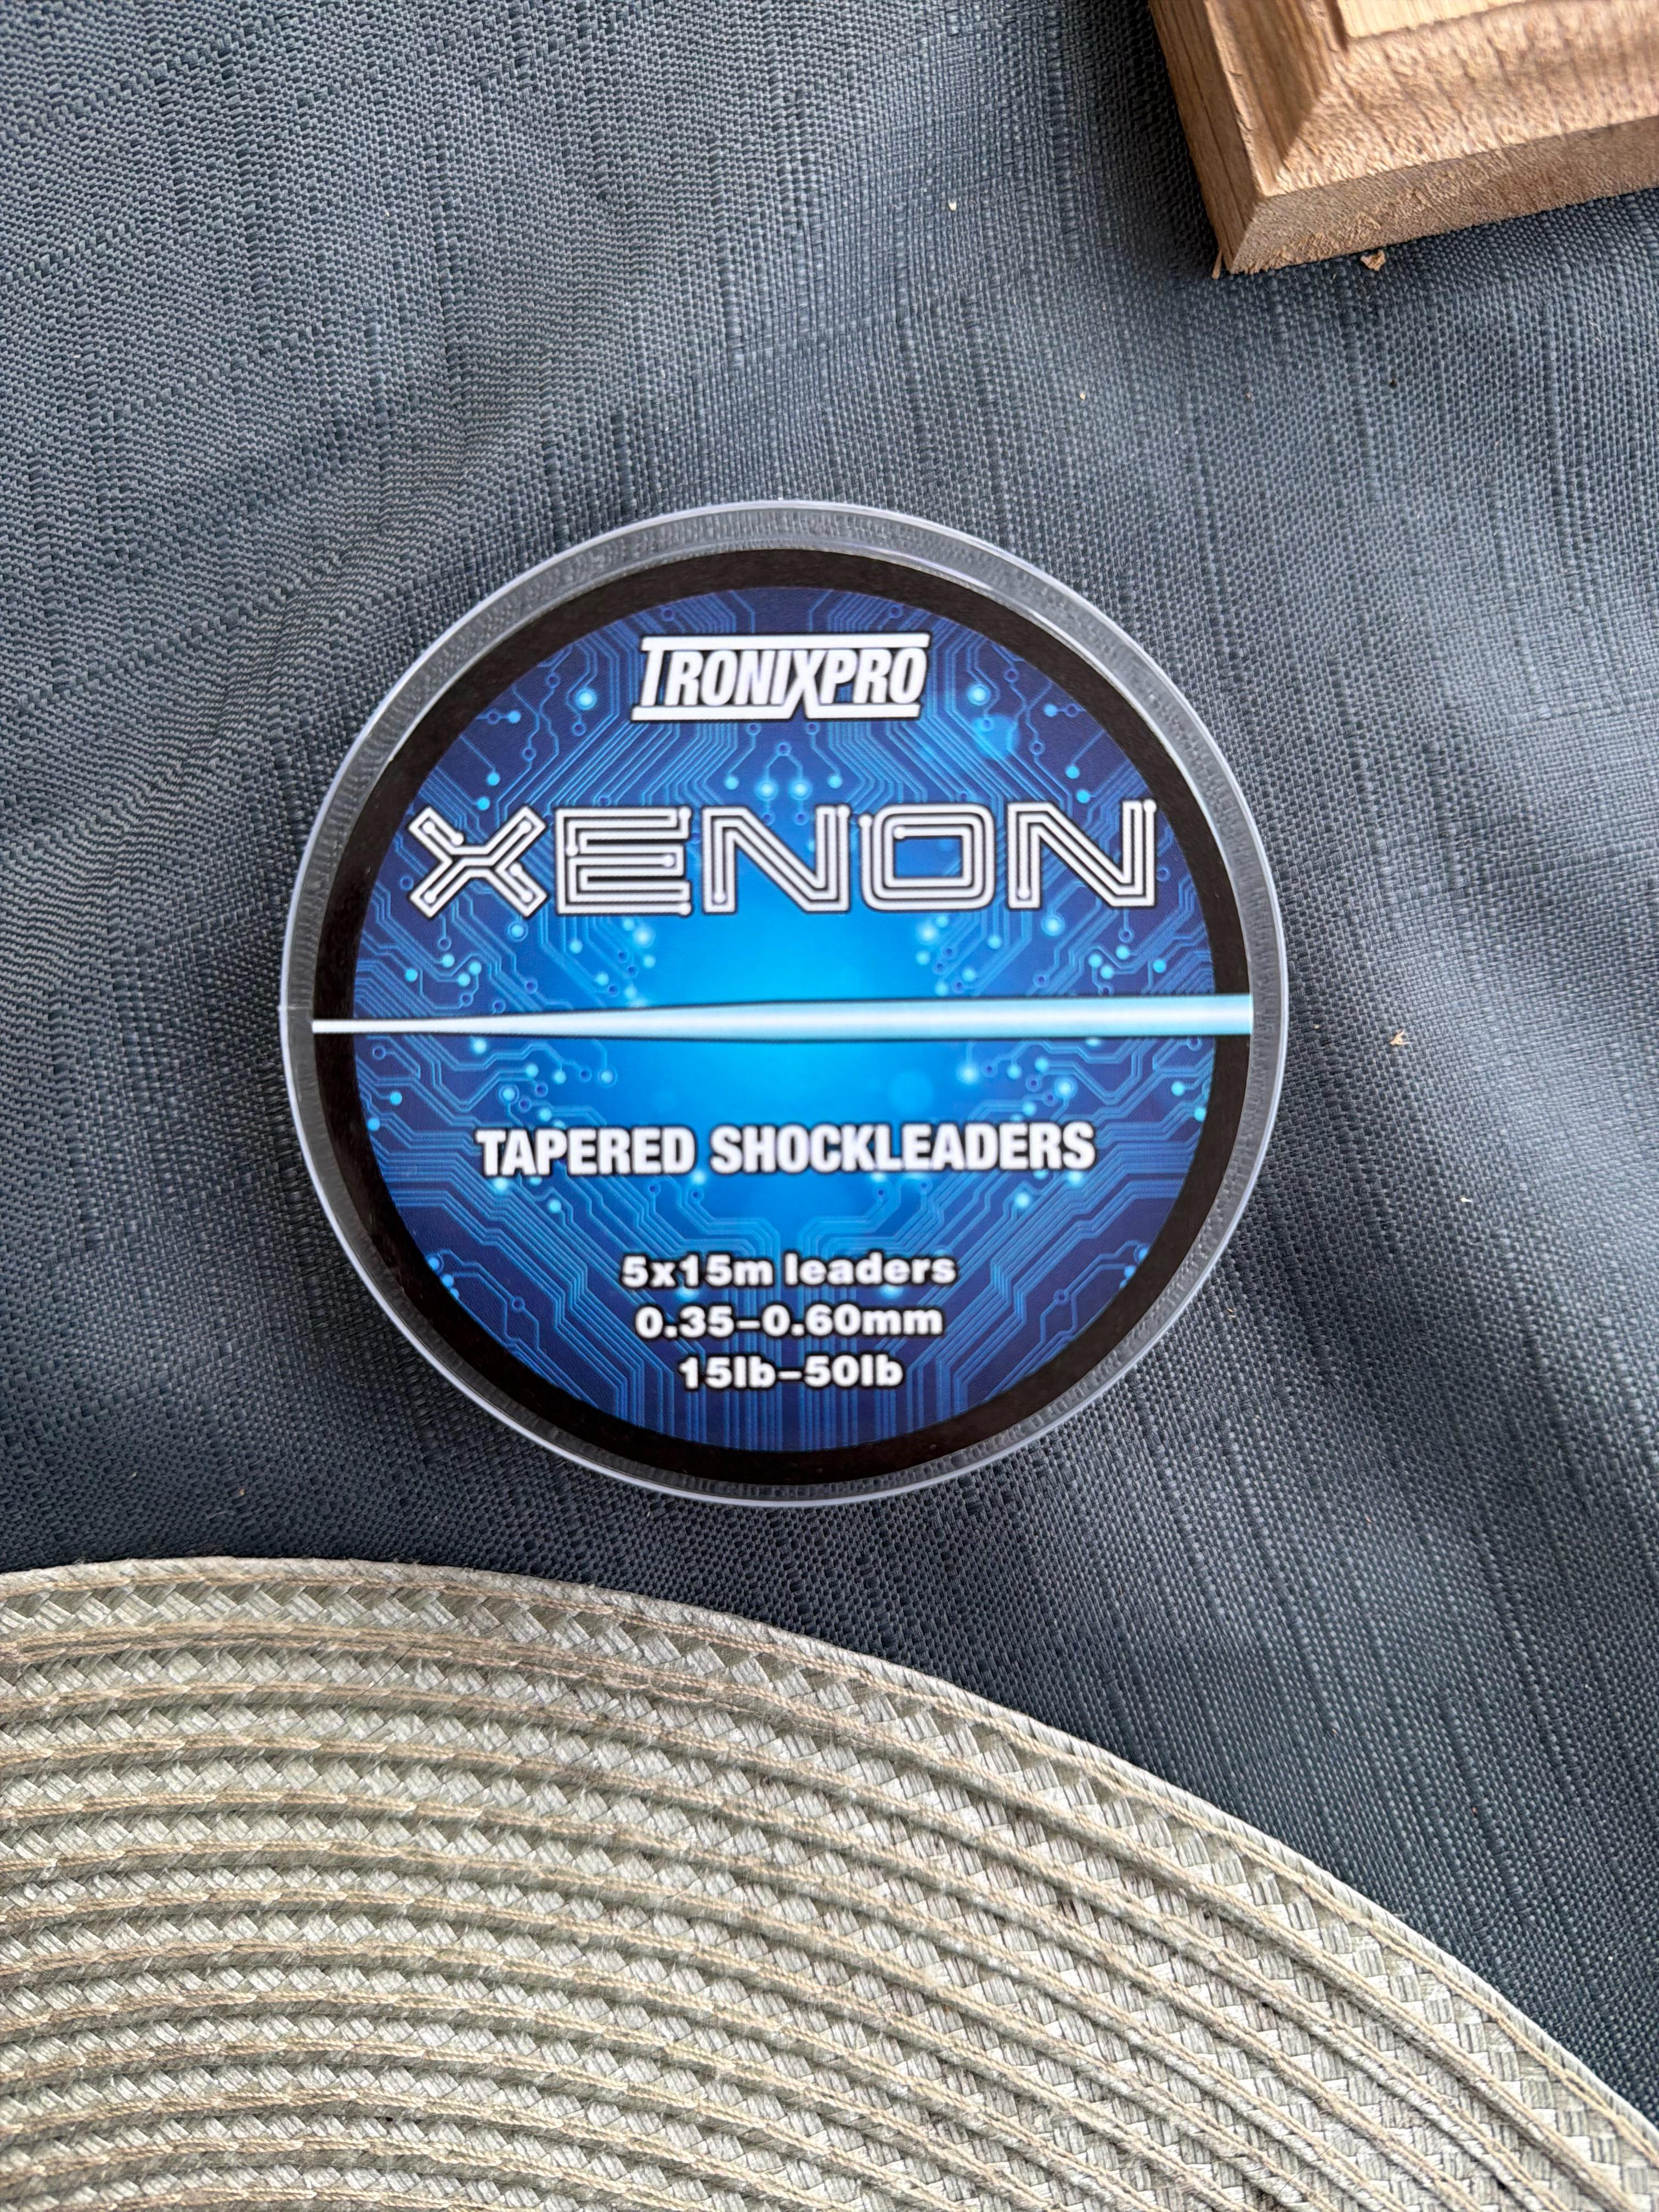 TRONIXPRO
XENON
TAPERED SHOCKLEADERS
5x15m leaders
0.35-0.60mm
15lb-50lb